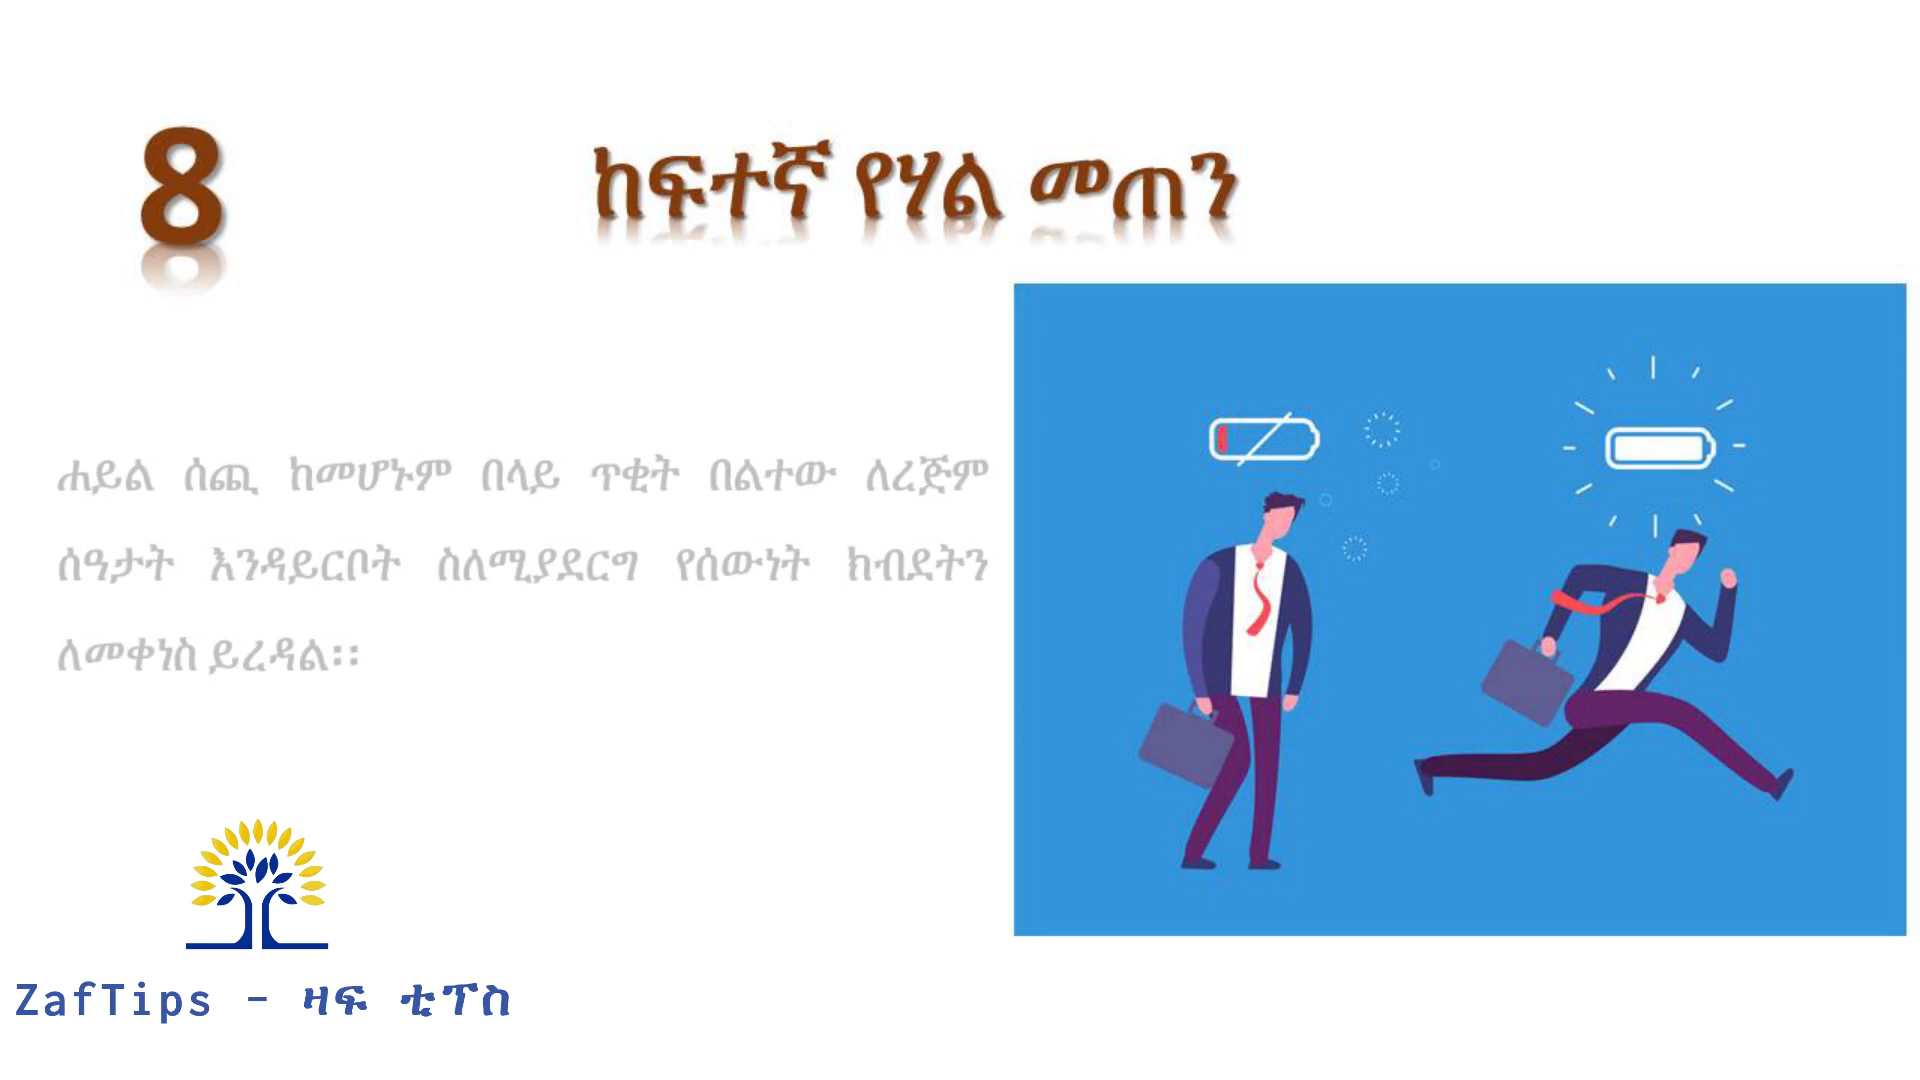 8
ከፍተኛ የሃል መጠን
ሐይል ሰጪ ከመሆኑም በላይ ጥቂት በልተው ለረጅም
ሰዓታት እንዳይርቦት ስለሚያደርግ የሰውነት ክብደትን
ለመቀነስ ይረዳል፡፡
ZafTips - ዛፍ ቲፕስ